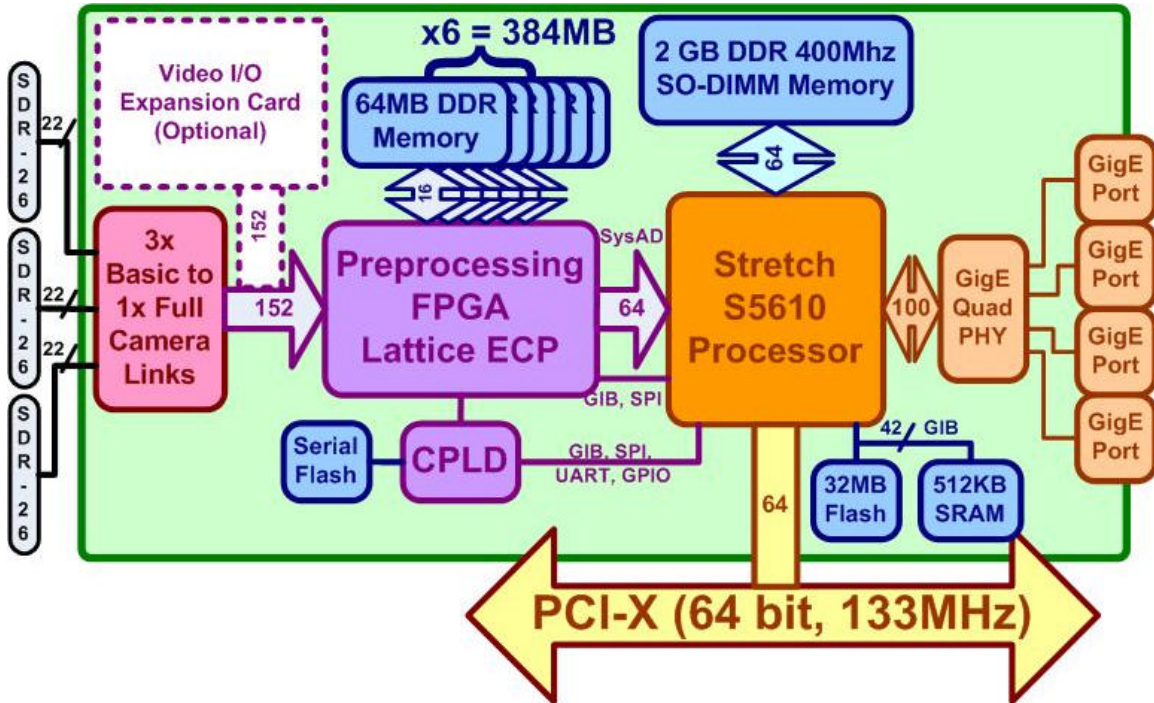 x6 = 384MB
Video I/O
Expansion Card
(Optional)
152
64MB DDR
Memory
R
R
R
R
R
16
2 GB DDR 400Mhz
SO-DIMM Memory
64
SDR-26
22
SDR-26
22
SDR-26
22
3x
Basic to
1x Full
Camera
Links
152
Preprocessing
FPGA
Lattice ECP
SysAD
64
GIB, SPI
Stretch
S5610
Processor
100
GigE
Quad
PHY
GigE
Port
GigE
Port
GigE
Port
GigE
Port
Serial
Flash
CPLD
GIB, SPI,
UART, GPIO
64
42
GIB
32MB
Flash
512KB
SRAM
PCI-X (64 bit, 133MHz)